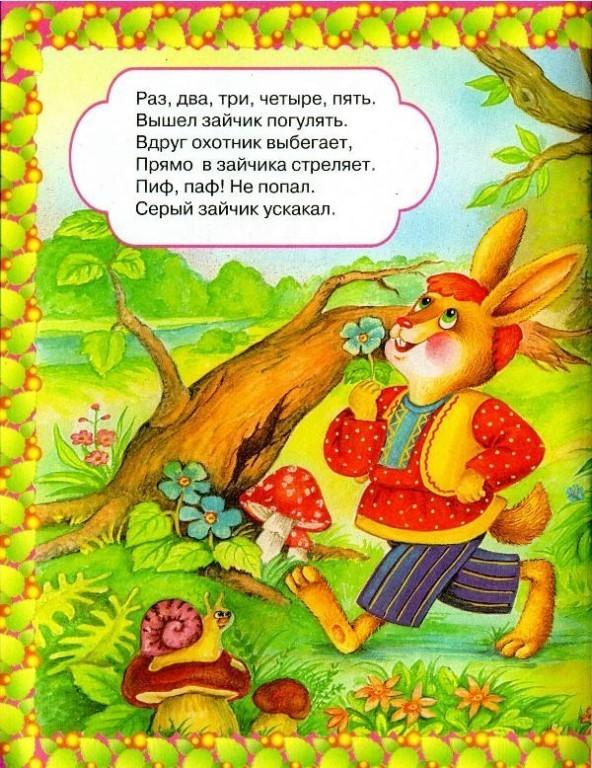 Раз, два, три, четыре, пять.
Вышел зайчик погулять.
Вдруг охотник выбегает,
Прямо в зайчика стреляет.
Пиф, паф! Не попал.
Серый зайчик ускакал.